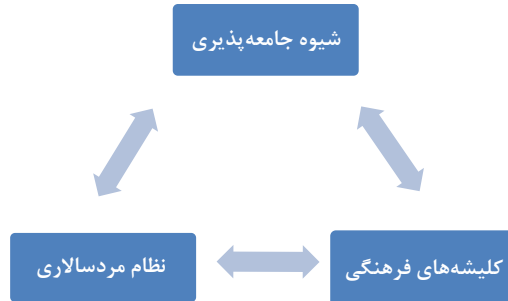 شیوه جامعه‌پذیری
کلیشه‌های فرهنگی
نظام مردسالاری